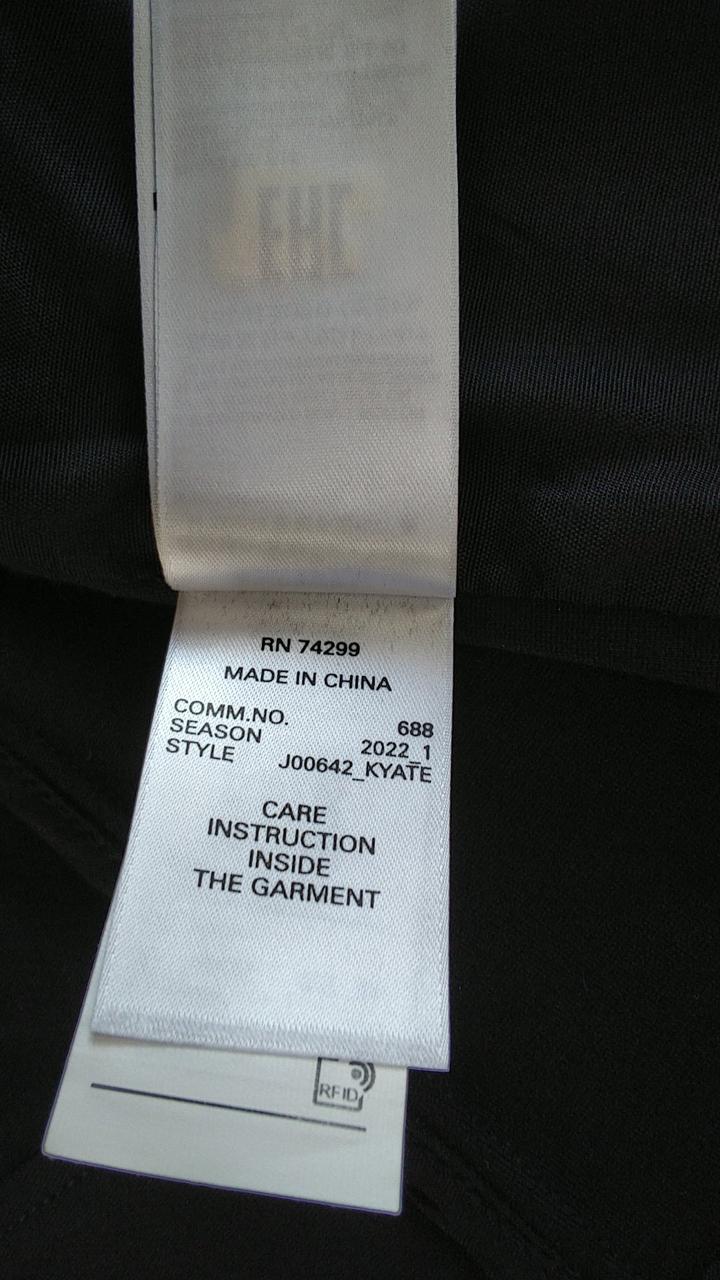 RN 74299
MADE IN CHINA
COMM.NO. 688
SEASON 2022_1
STYLE J00642_KYATE
CARE
INSTRUCTION
INSIDE
THE GARMENT
RFID